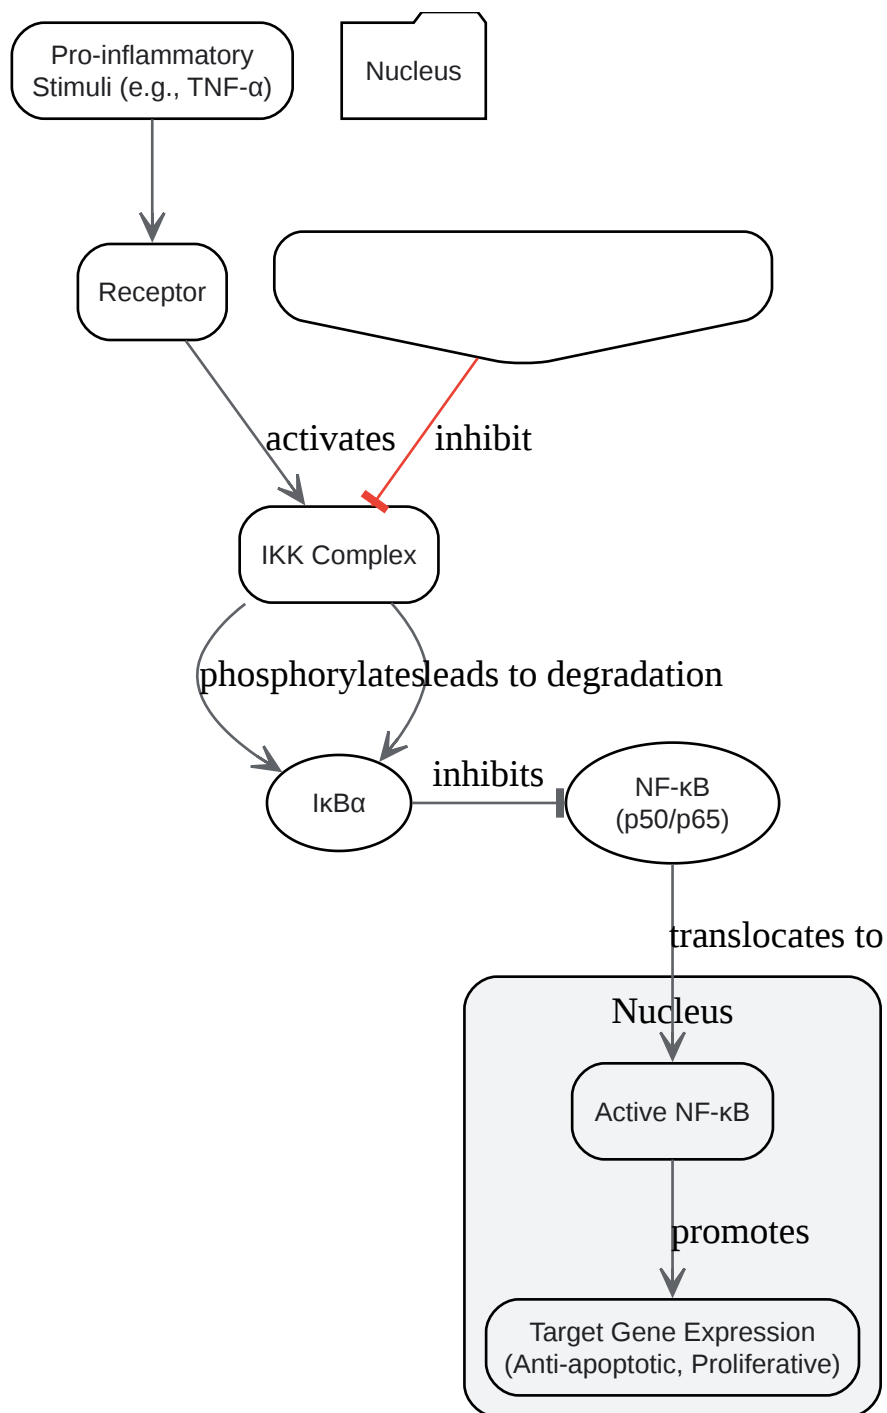 Pro-inflammatory
Stimuli (e.g., TNF-α)
Nucleus
Receptor
activates
inhibit
IKK Complex
phosphorylates
leads to degradation
IκBα
inhibits
NF-κB
(p50/p65)
translocates to
Nucleus
Active NF-κB
promotes
Target Gene Expression
(Anti-apoptotic, Proliferative)